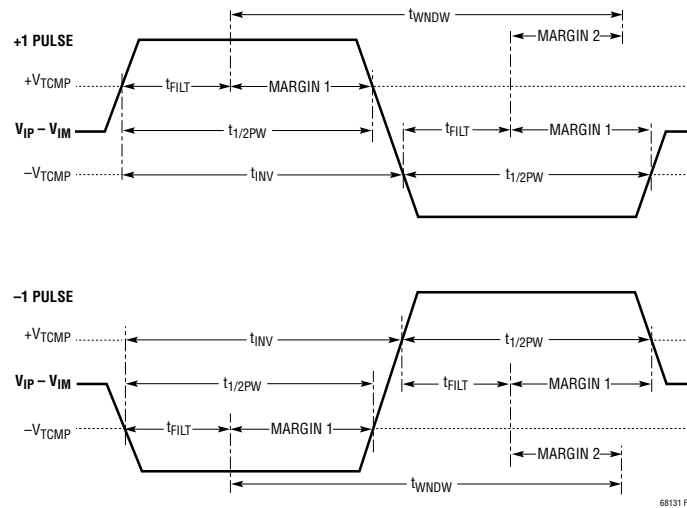 tWNDW
+1 PULSE
MARGIN 2
+VTCMP
tFILT
MARGIN 1
VIP – VIM
t1/2PW
tFILT
MARGIN 1
–VTCMP
tINV
t1/2PW
–1 PULSE
+VTCMP
tINV
t1/2PW
VIP – VIM
t1/2PW
tFILT
MARGIN 1
–VTCMP
tFILT
MARGIN 1
MARGIN 2
tWNDW
68131 F